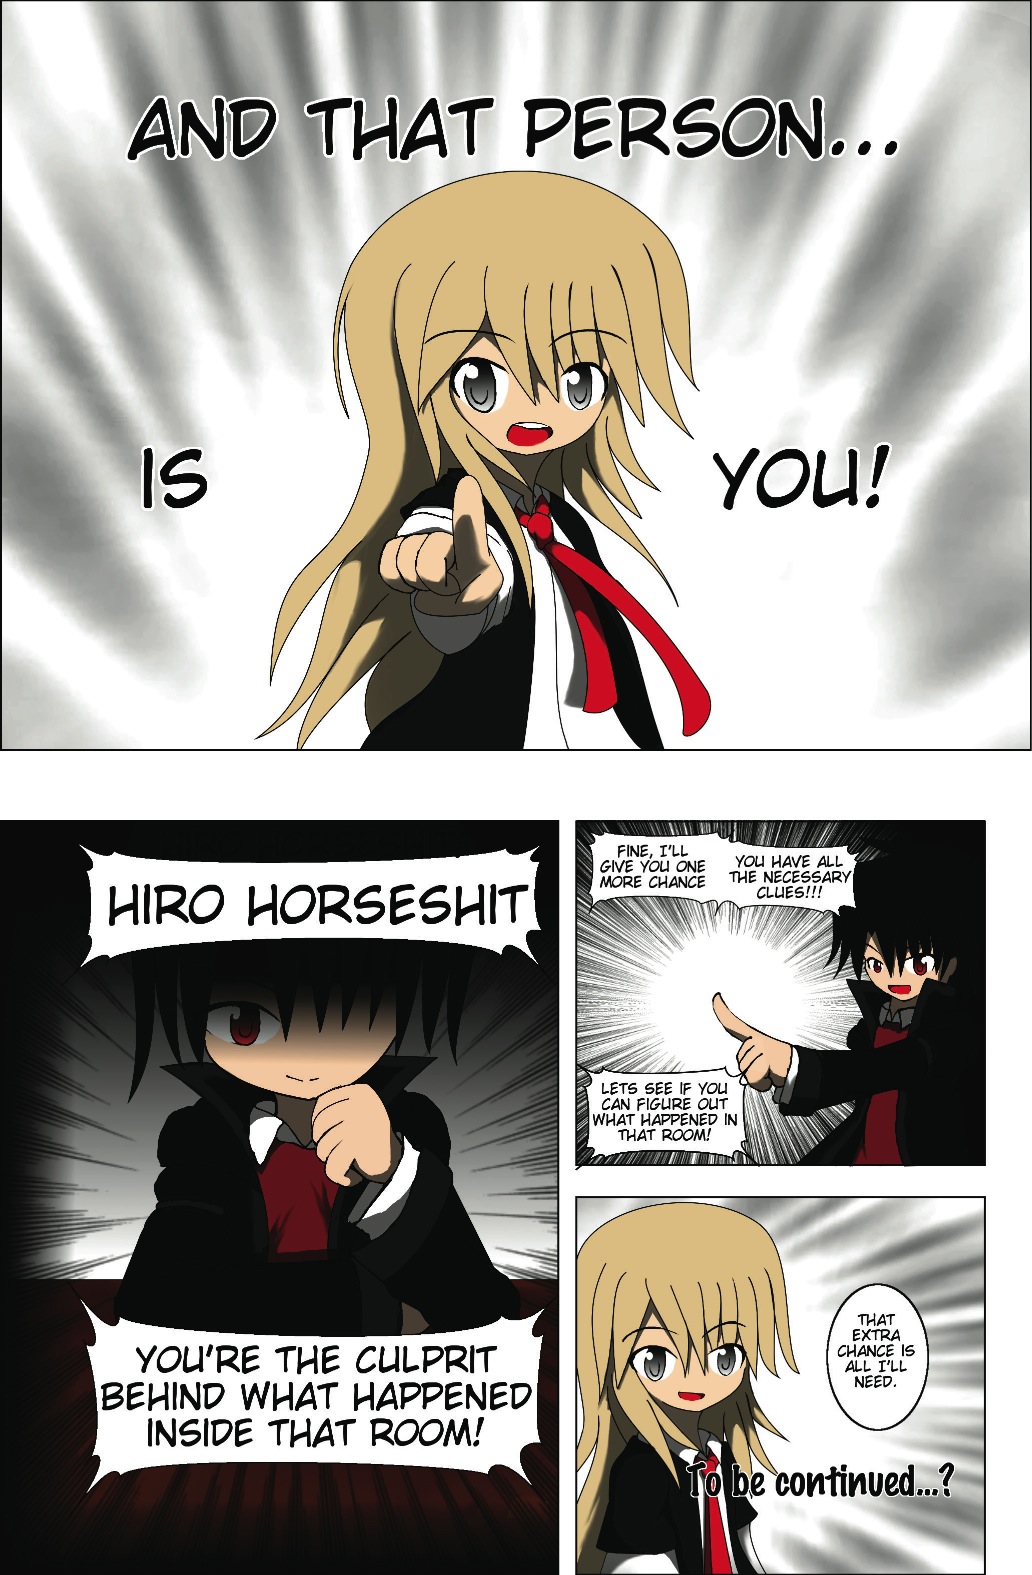 AND THAT PERSON...
IS
YOU!
HIRO HORSESHIT
YOU'RE THE CULPRIT
BEHIND WHAT HAPPENED
INSIDE THAT ROOM!
FINE, I'LL
GIVE YOU ONE
MORE CHANCE
YOU HAVE ALL
THE NECESSARY
CLUES!!!
LETS SEE IF YOU
CAN FIGURE OUT
WHAT HAPPENED IN
THAT ROOM!
THAT
EXTRA
CHANCE IS
ALL I'LL
NEED.
To be continued...?